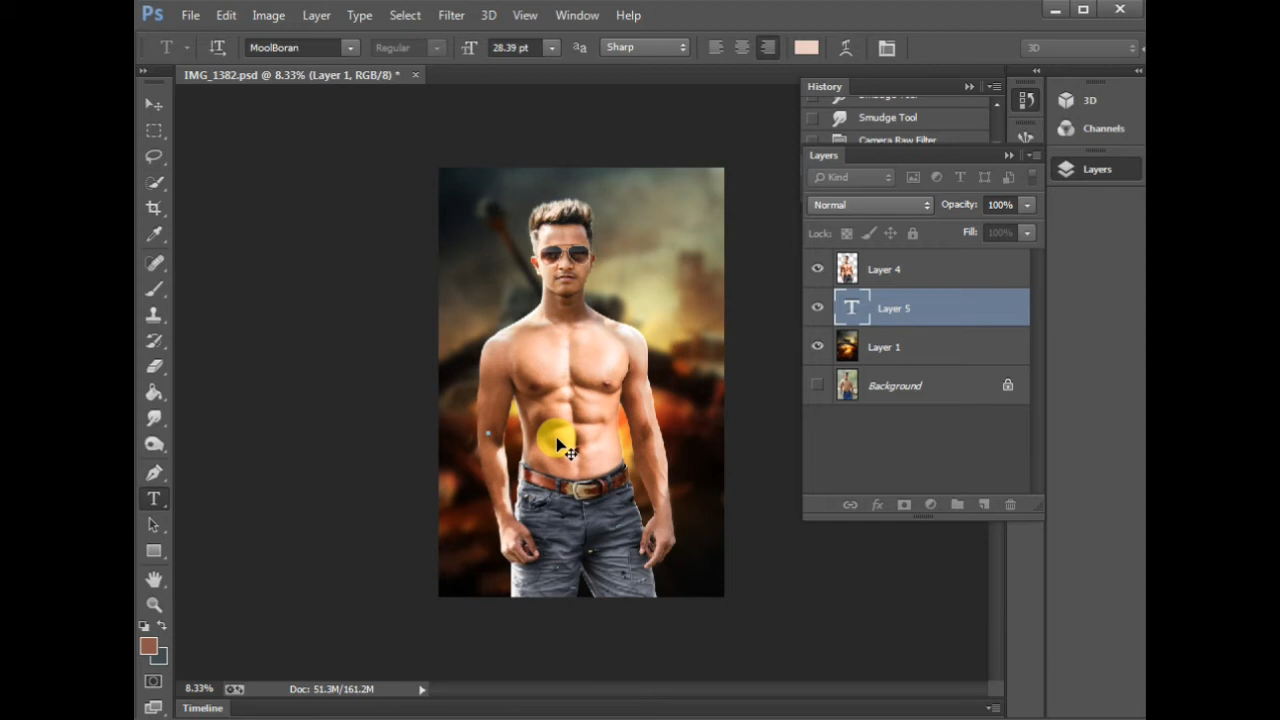 Ps File Edit Image Layer Type Select Filter 3D View Window Help
T MoolBoran Regular 28.39 pt Sharp 3D
IMG_1382.psd @ 8.33% (Layer 1, RGB/8) *
History
Smudge Tool
Smudge Tool
Camera Raw Filter
3D
Channels
Layers
Layers
Kind
Normal Opacity: 100%
Lock: Fill: 100%
Layer 4
T Layer 5
Layer 1
Background
fx
8.33% Doc: 51.3M/161.2M
Timeline